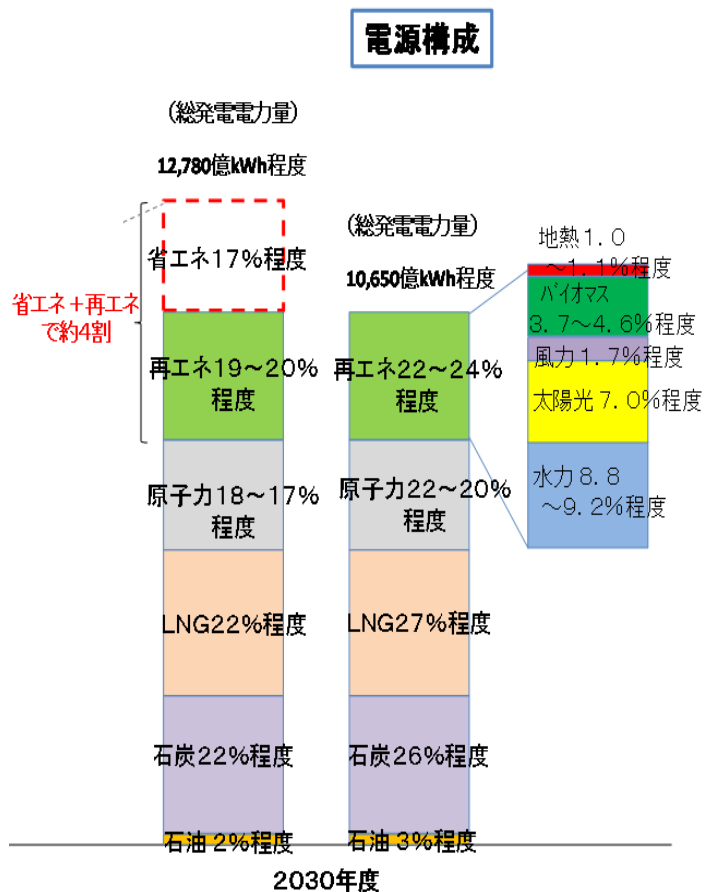 電源構成
（総発電電力量）
12,780億kWh程度
省エネ17％程度
省エネ＋再エネ
で約4割
再エネ19～20％
程度
原子力18～17％
程度
LNG22％程度
石炭22％程度
石油 2％程度
（総発電電力量）
10,650億kWh程度
再エネ22～24％
程度
原子力22～20％
程度
LNG27％程度
石炭26％程度
石油 3％程度
地熱１．０
～１．１％程度
バイオマス
３．７～４．６％程度
風力１．７％程度
太陽光７．０％程度
水力８．８
～９．２％程度
2030年度